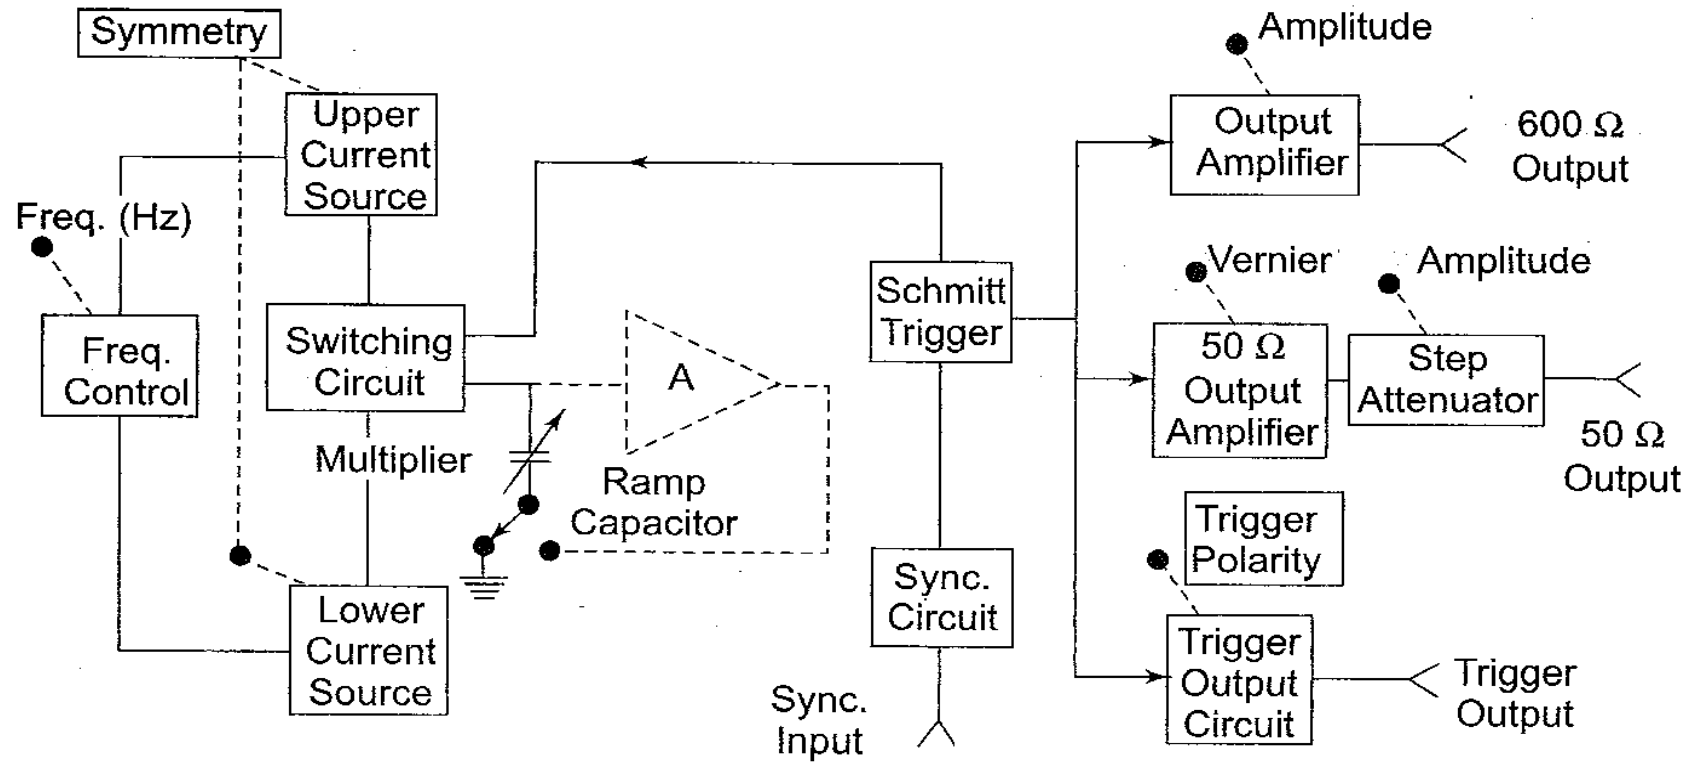 Symmetry
Upper
Current
Source
Freq. (Hz)
Freq.
Control
Switching
Circuit
Multiplier
A
Ramp
Capacitor
Lower
Current
Source
Schmitt
Trigger
Sync.
Circuit
Sync.
Input
Amplitude
Output
Amplifier
600 Ω
Output
Vernier
50 Ω
Output
Amplifier
Amplitude
Step
Attenuator
50 Ω
Output
Trigger
Polarity
Trigger
Output
Circuit
Trigger
Output